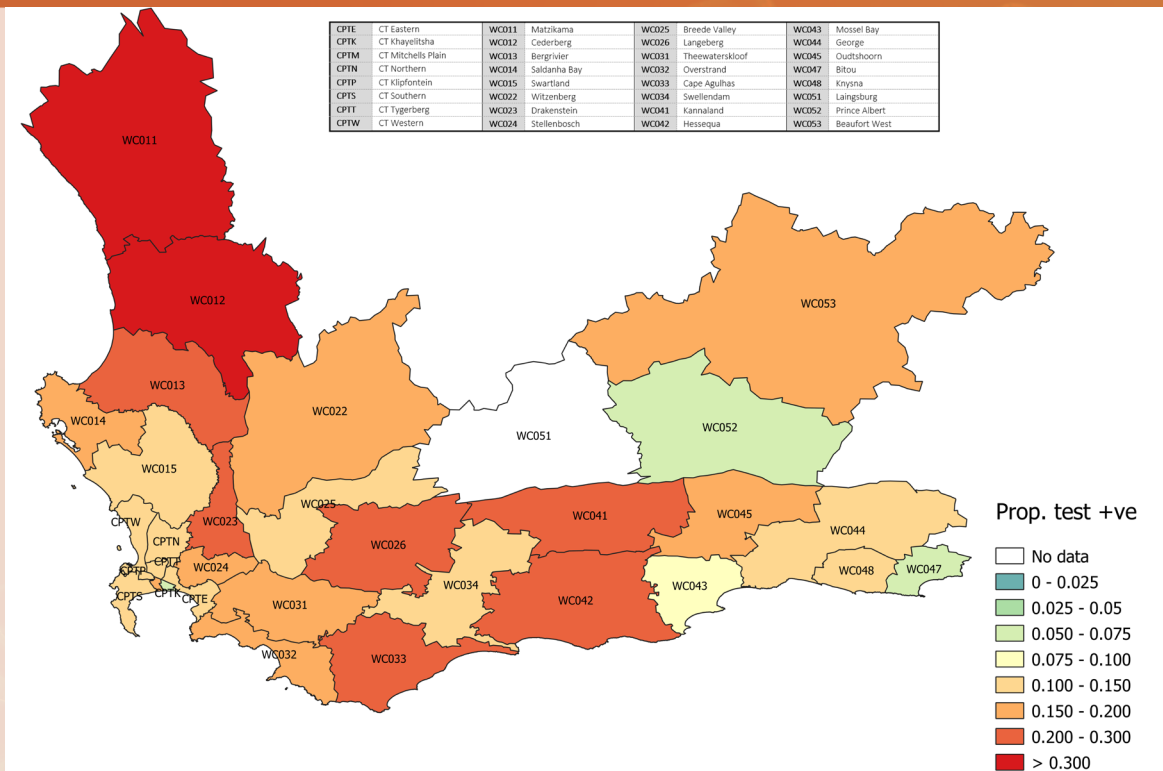 CPTE CT Eastern WC011 Matzikama WC025 Breede Valley WC043 Mossel Bay
CPTK CT Khayelitsha WC012 Cederberg WC026 Langeberg WC044 George
CPTM CT Mitchells Plain WC013 Bergrivier WC031 Theewaterskloof WC045 Oudtshoorn
CPTN CT Northern WC014 Saldanha Bay WC032 Overstrand WC047 Bitou
CPTP CT Klipfontein WC015 Swartland WC033 Cape Agulhas WC048 Knysna
CPTS CT Southern WC022 Witzenberg WC034 Swellendam WC051 Laingsburg
CPTT CT Tygerberg WC023 Drakenstein WC041 Kannaland WC052 Prince Albert
CPTW CT Western WC024 Stellenbosch WC042 Hessequa WC053 Beaufort West
WC011
WC012
WC053
WC013
WC022
WC014
WC052
WC051
WC015
WC025
WC041
WC045
CPTW
WC023
WC044
CPTN
WC026
WC024
CPTP
WC048
WC047
WC034
WC043
CPTS
CPTK
CPTE
WC042
WC031
WC032
WC033
Prop. test +ve
No data
0 - 0.025
0.025 - 0.05
0.050 - 0.075
0.075 - 0.100
0.100 - 0.150
0.150 - 0.200
0.200 - 0.300
> 0.300